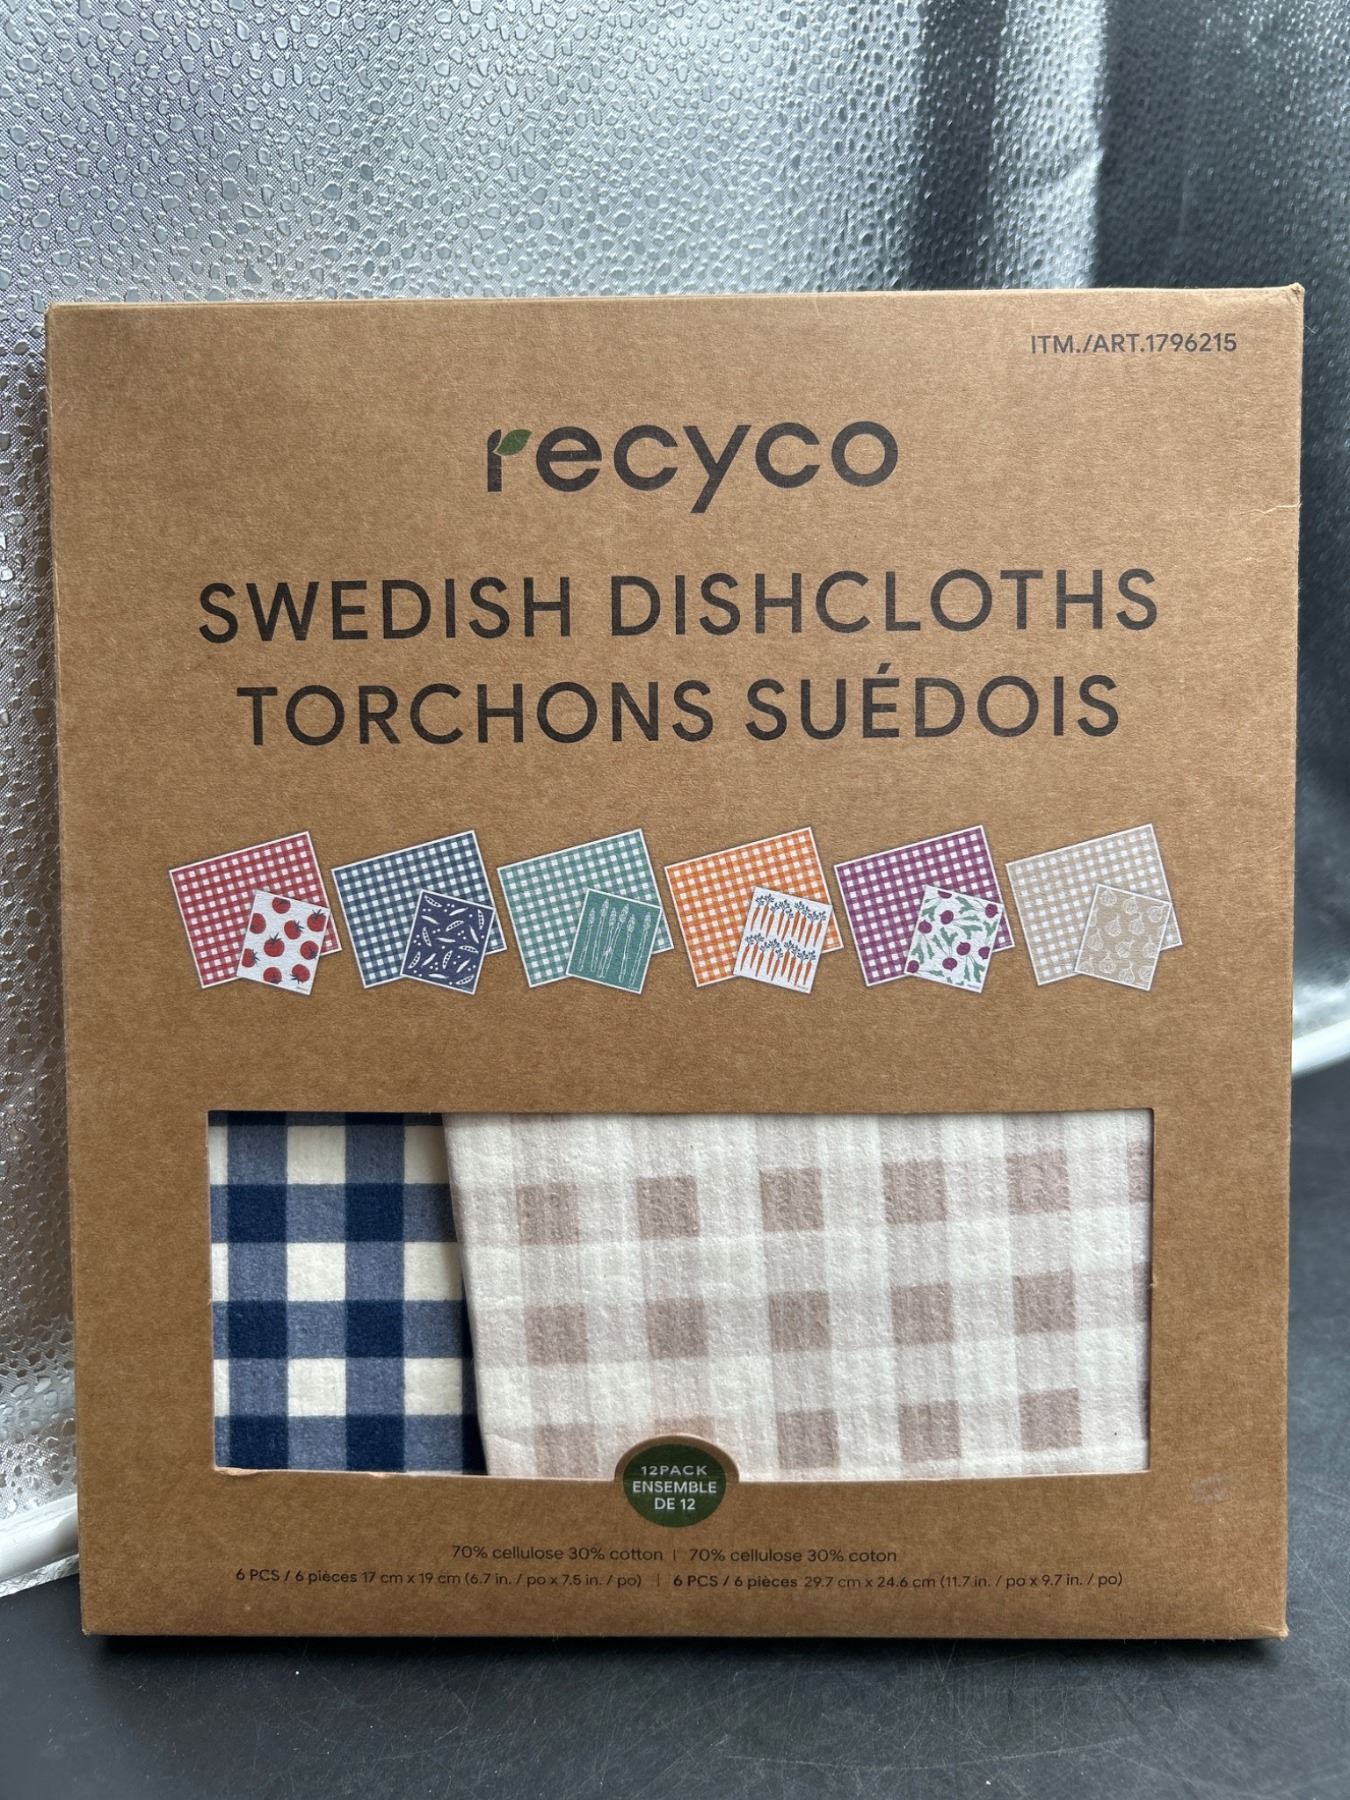 ITM./ART.1796215
recyco
SWEDISH DISHCLOTHS
TORCHONS SUÉDOIS
12PACK
ENSEMBLE
DE 12
70% cellulose 30% cotton | 70% cellulose 30% coton
6 PCS / 6 pièces 17 cm x 19 cm (6.7 in. / po x 7.5 in. / po) | 6 PCS / 6 pièces 29.7 cm x 24.6 cm (11.7 in. / po x 9.7 in. / po)